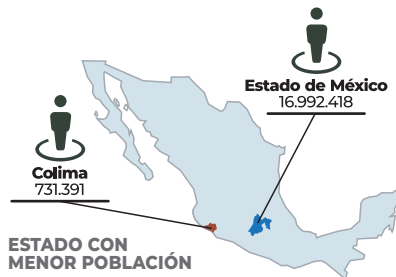 Estado de México
16.992.418
Colima
731.391
ESTADO CON
MENOR POBLACIÓN